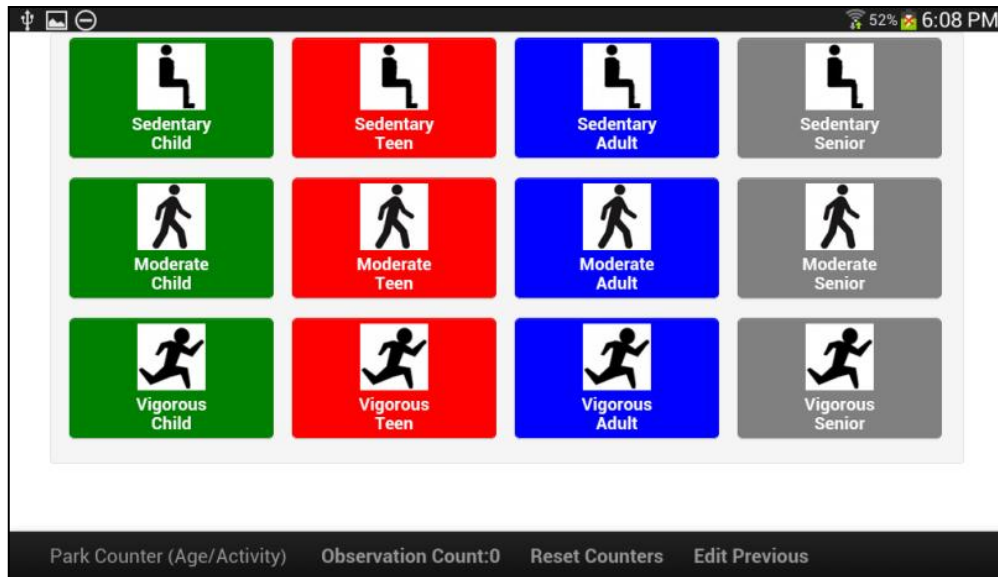 52% 6:08 PM
Sedentary Child
Sedentary Teen
Sedentary Adult
Sedentary Senior
Moderate Child
Moderate Teen
Moderate Adult
Moderate Senior
Vigorous Child
Vigorous Teen
Vigorous Adult
Vigorous Senior
Park Counter (Age/Activity) Observation Count:0 Reset Counters Edit Previous